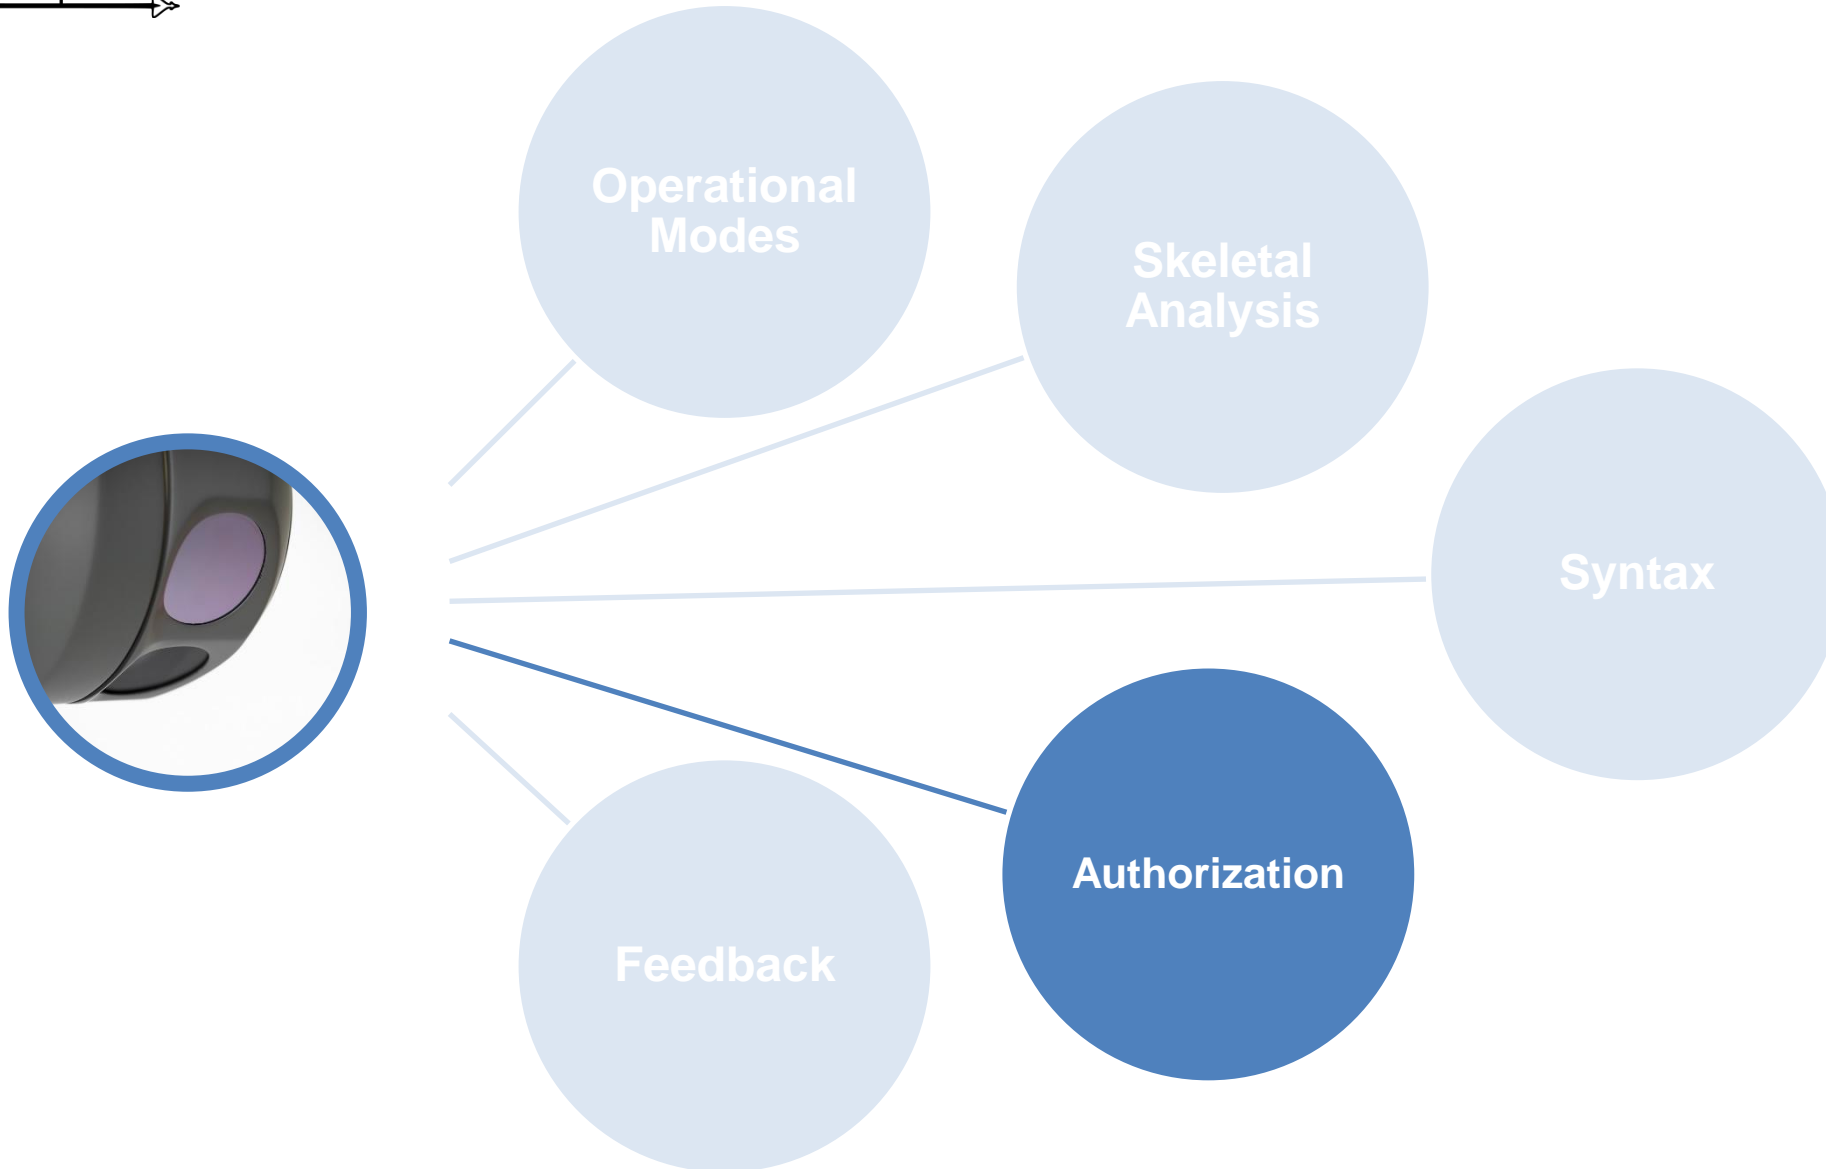 Operational
Modes
Skeletal
Analysis
Syntax
Authorization
Feedback